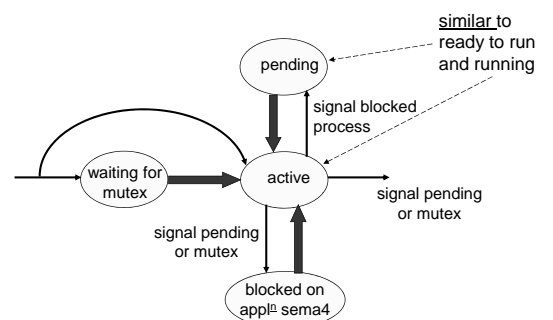 similar to
ready to run
and running
pending
signal blocked
process
waiting for
mutex
active
signal pending
or mutex
signal pending
or mutex
blocked on
applⁿ sema4